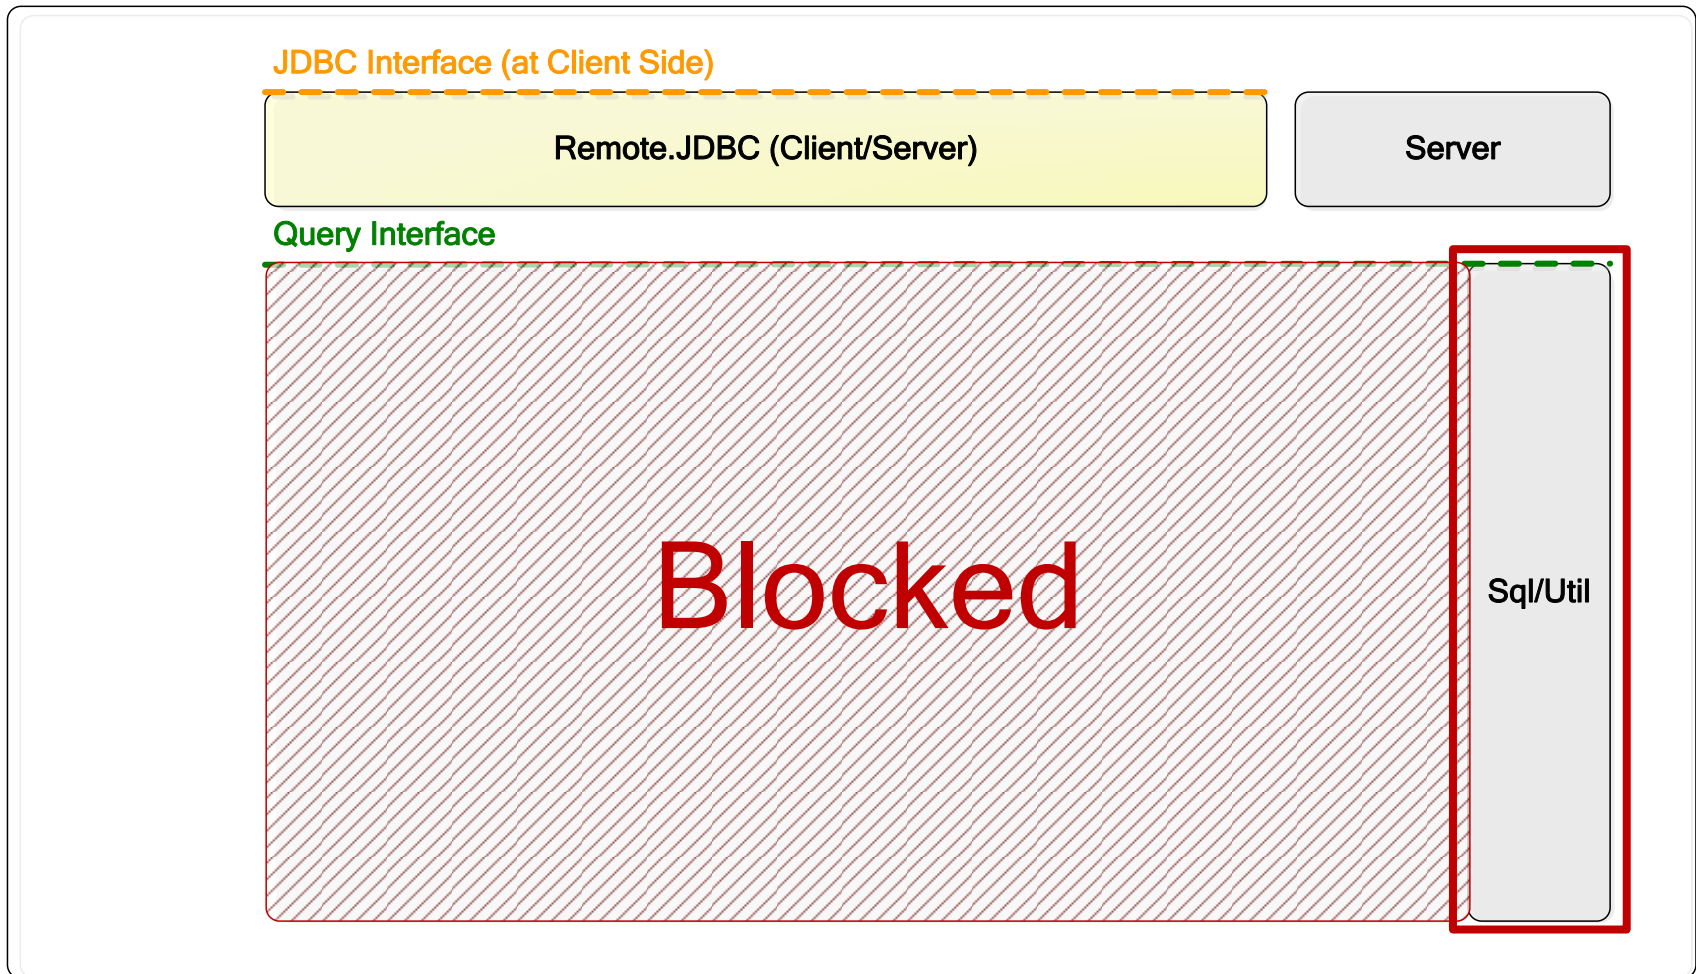 JDBC Interface (at Client Side)
Remote.JDBC (Client/Server)
Server
Query Interface
Blocked
Sql/Util